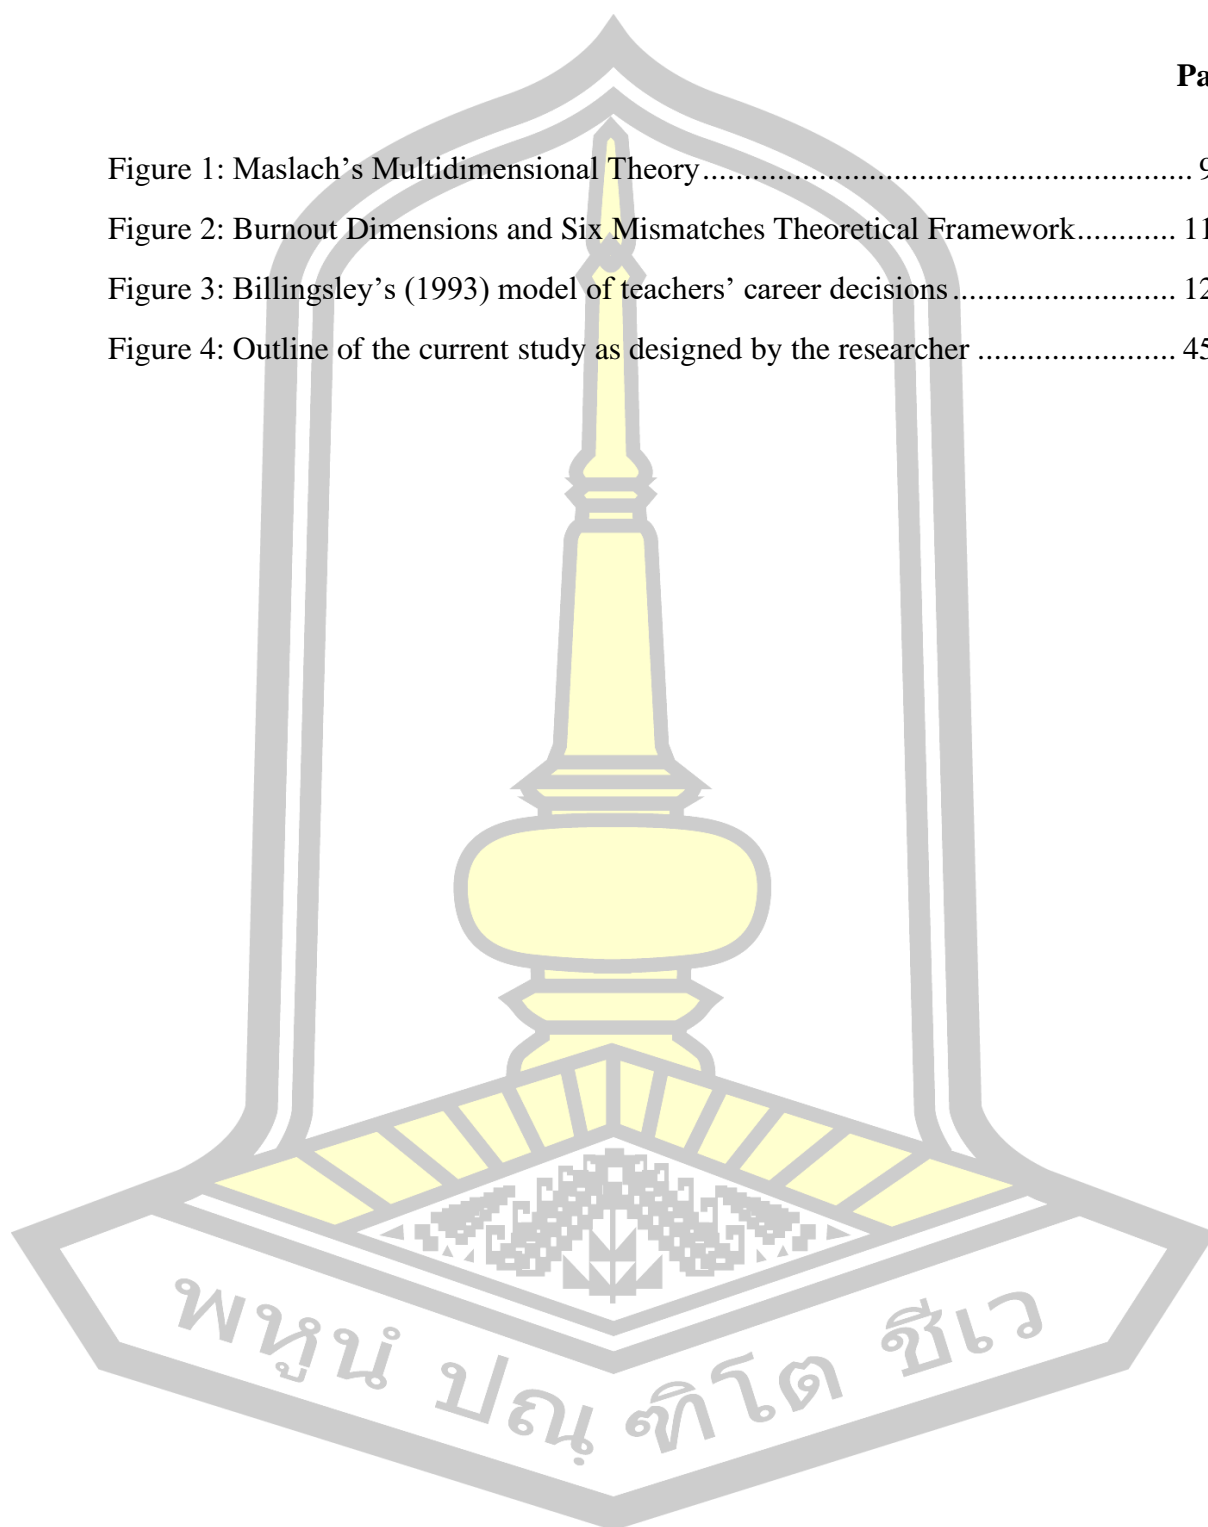 Pa
Figure 1: Maslach’s Multidimensional Theory............................................................. 9
Figure 2: Burnout Dimensions and Six Mismatches Theoretical Framework............ 11
Figure 3: Billingsley’s (1993) model of teachers’ career decisions........................... 12
Figure 4: Outline of the current study as designed by the researcher ........................ 45
พหูนํ ปณฺฑิโต ชีเว